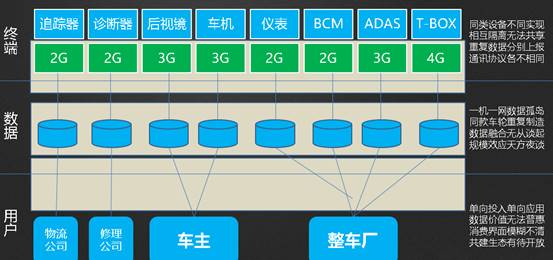 追踪器 诊断器 后视镜 车机 仪表 BCM ADAS T-BOX
2G 2G 3G 3G 2G 2G 3G 4G
终端
同类设备不同实现
相互隔离无法共享
重复数据分别上报
通讯协议各不相同
数据
一机一网数据孤岛
同款车轮重复制造
数据融合无从谈起
规模效应天方夜谈
用户
物流公司
修理公司
车主
整车厂
单向投入单向应用
数据价值无法普惠
消费界面模糊不清
共建生态有待开放